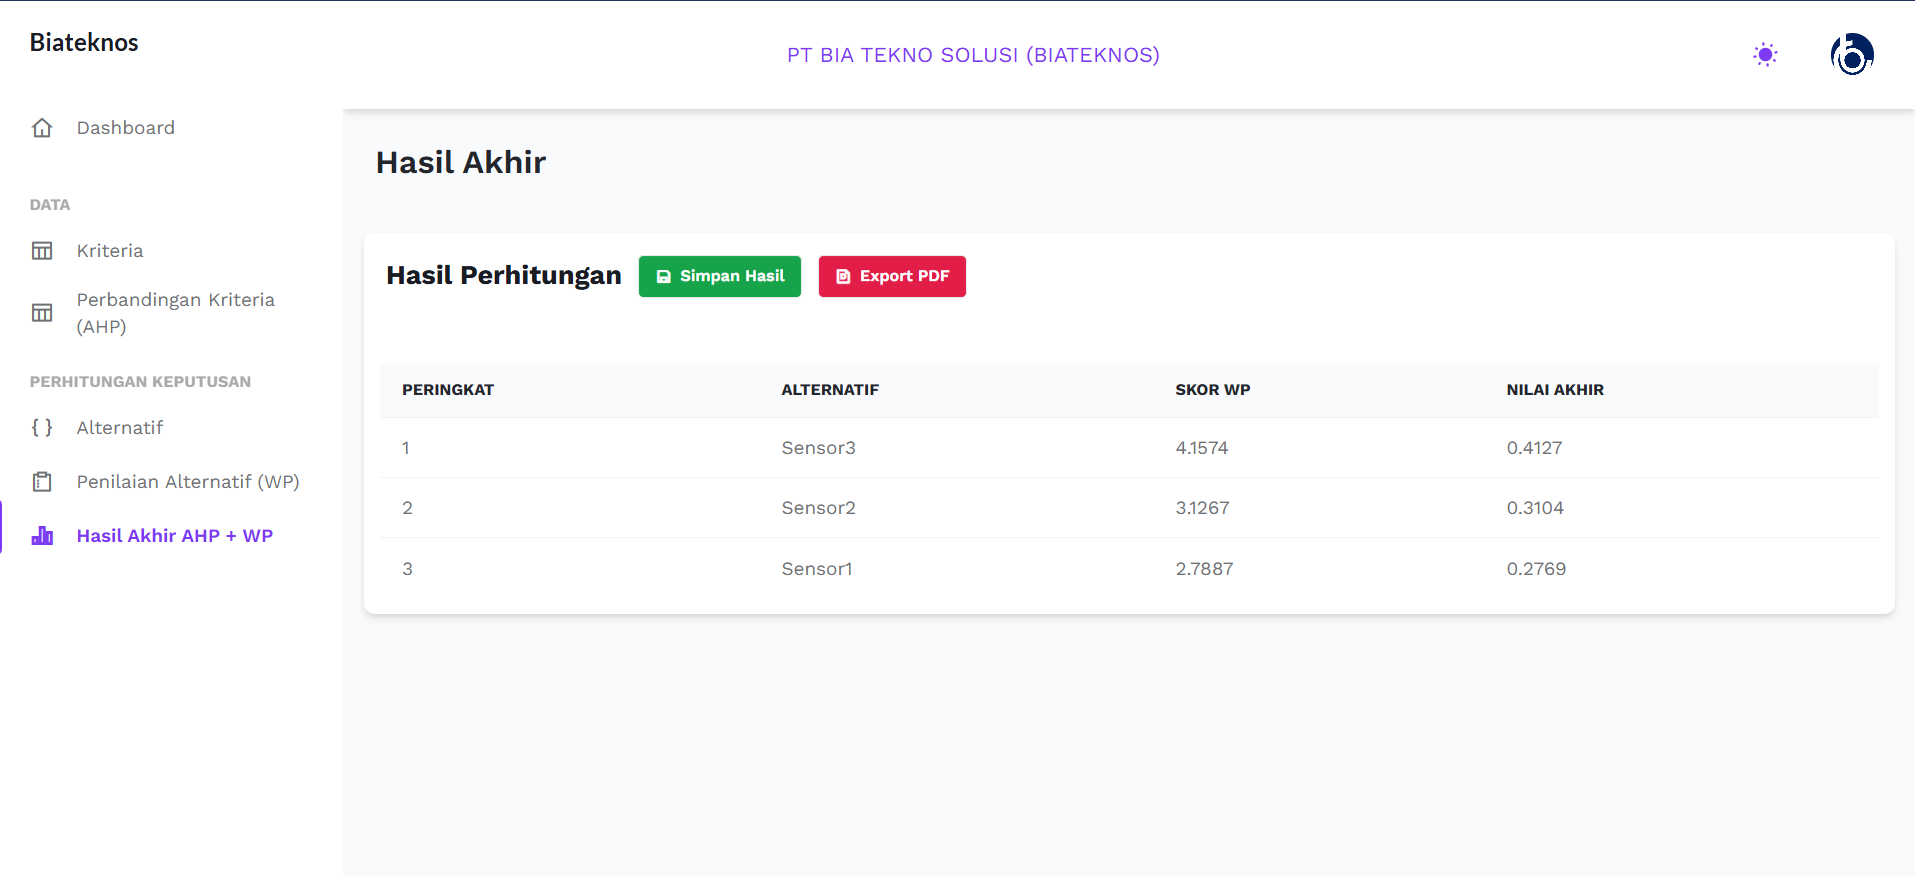 Biateknos
PT BIA TEKNO SOLUSI (BIATEKNOS)
Dashboard
DATA
Kriteria
Perbandingan Kriteria
(AHP)
PERHITUNGAN KEPUTUSAN
Alternatif
Penilaian Alternatif (WP)
Hasil Akhir AHP + WP
Hasil Akhir
Hasil Perhitungan Simpan Hasil Export PDF
PERINGKAT ALTERNATIF SKOR WP NILAI AKHIR
1 Sensor3 4.1574 0.4127
2 Sensor2 3.1267 0.3104
3 Sensor1 2.7887 0.2769